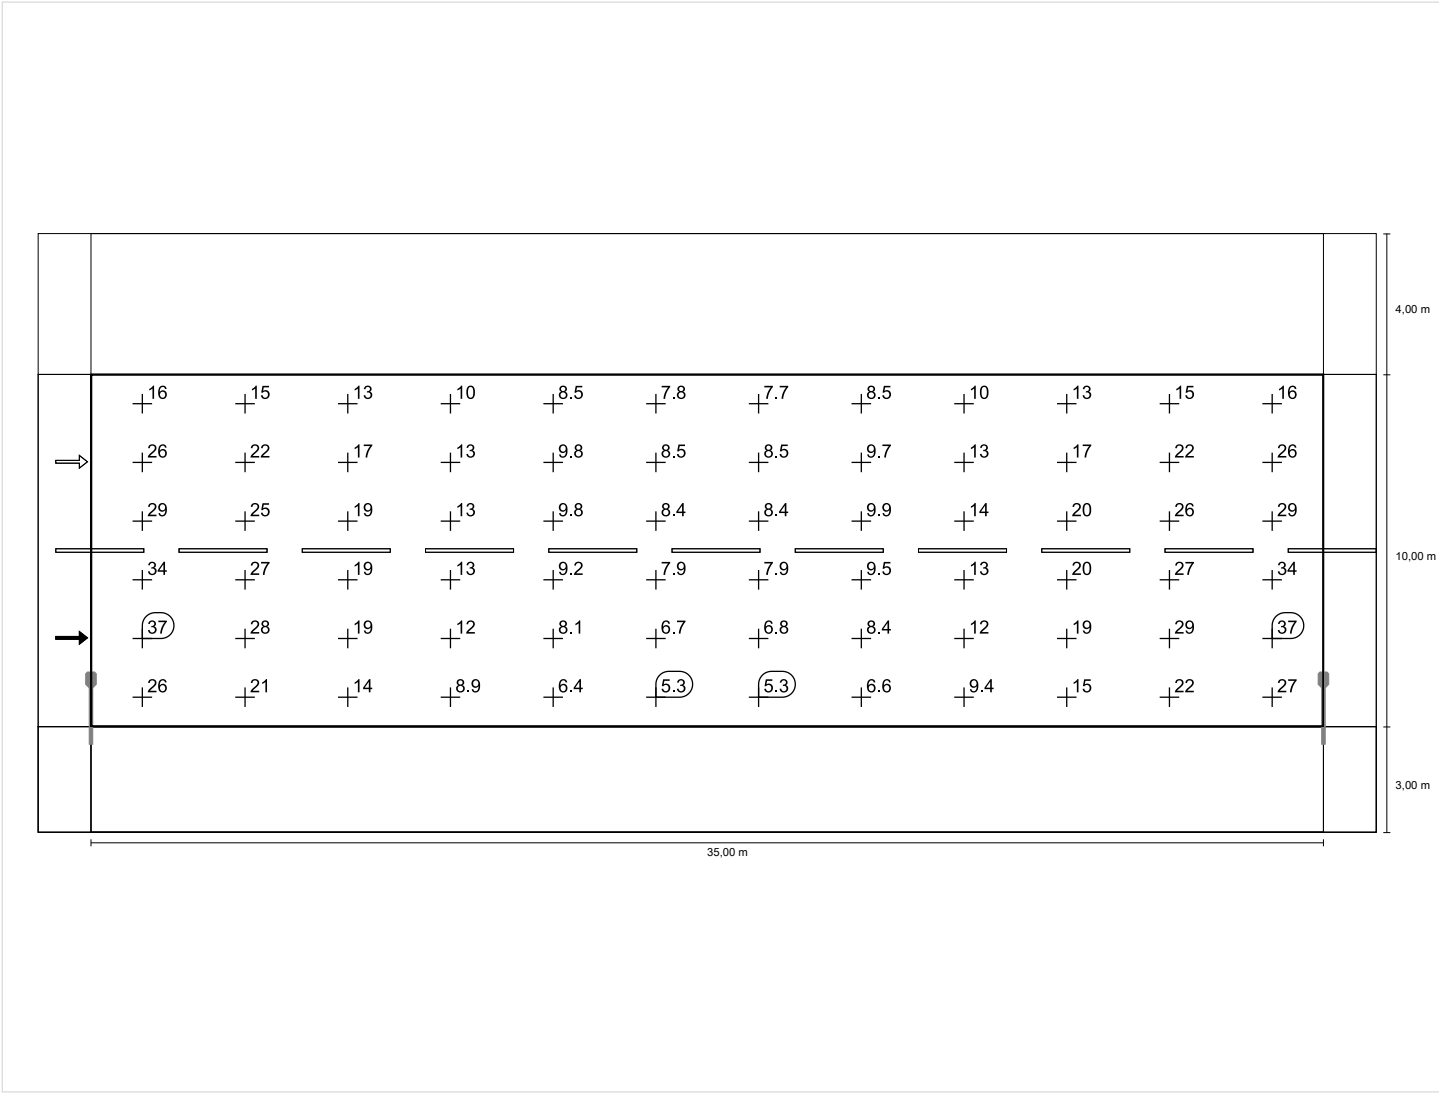 4,00 m
16 15 13 10 8.5 7.8 7.7 8.5 10 13 15 16
26 22 17 13 9.8 8.5 8.5 9.7 13 17 22 26
29 25 19 13 9.8 8.4 8.4 9.9 14 20 26 29
10,00 m
34 27 19 13 9.2 7.9 7.9 9.5 13 20 27 34
37 28 19 12 8.1 6.7 6.8 8.4 12 19 29 37
26 21 14 8.9 6.4 5.3 5.3 6.6 9.4 15 22 27
3,00 m
35,00 m